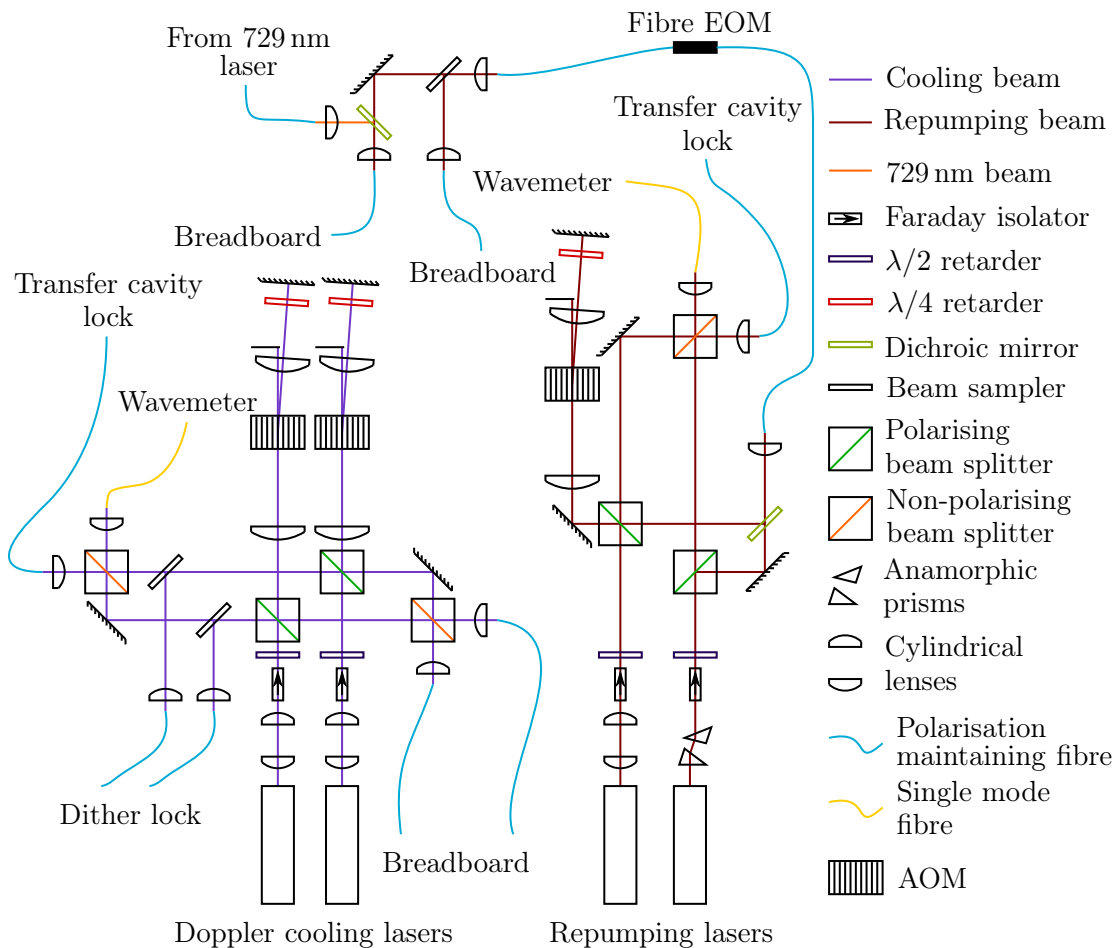 Fibre EOM
From 729 nm
laser
Transfer cavity
lock
Wavemeter
Breadboard
Breadboard
Transfer cavity
lock
Wavemeter
Dither lock
Breadboard
Doppler cooling lasers
Repumping lasers
Cooling beam
Repumping beam
729 nm beam
Faraday isolator
λ/2 retarder
λ/4 retarder
Dichroic mirror
Beam sampler
Polarising
beam splitter
Non-polarising
beam splitter
Anamorphic
prisms
Cylindrical
lenses
Polarisation
maintaining fibre
Single mode
fibre
AOM